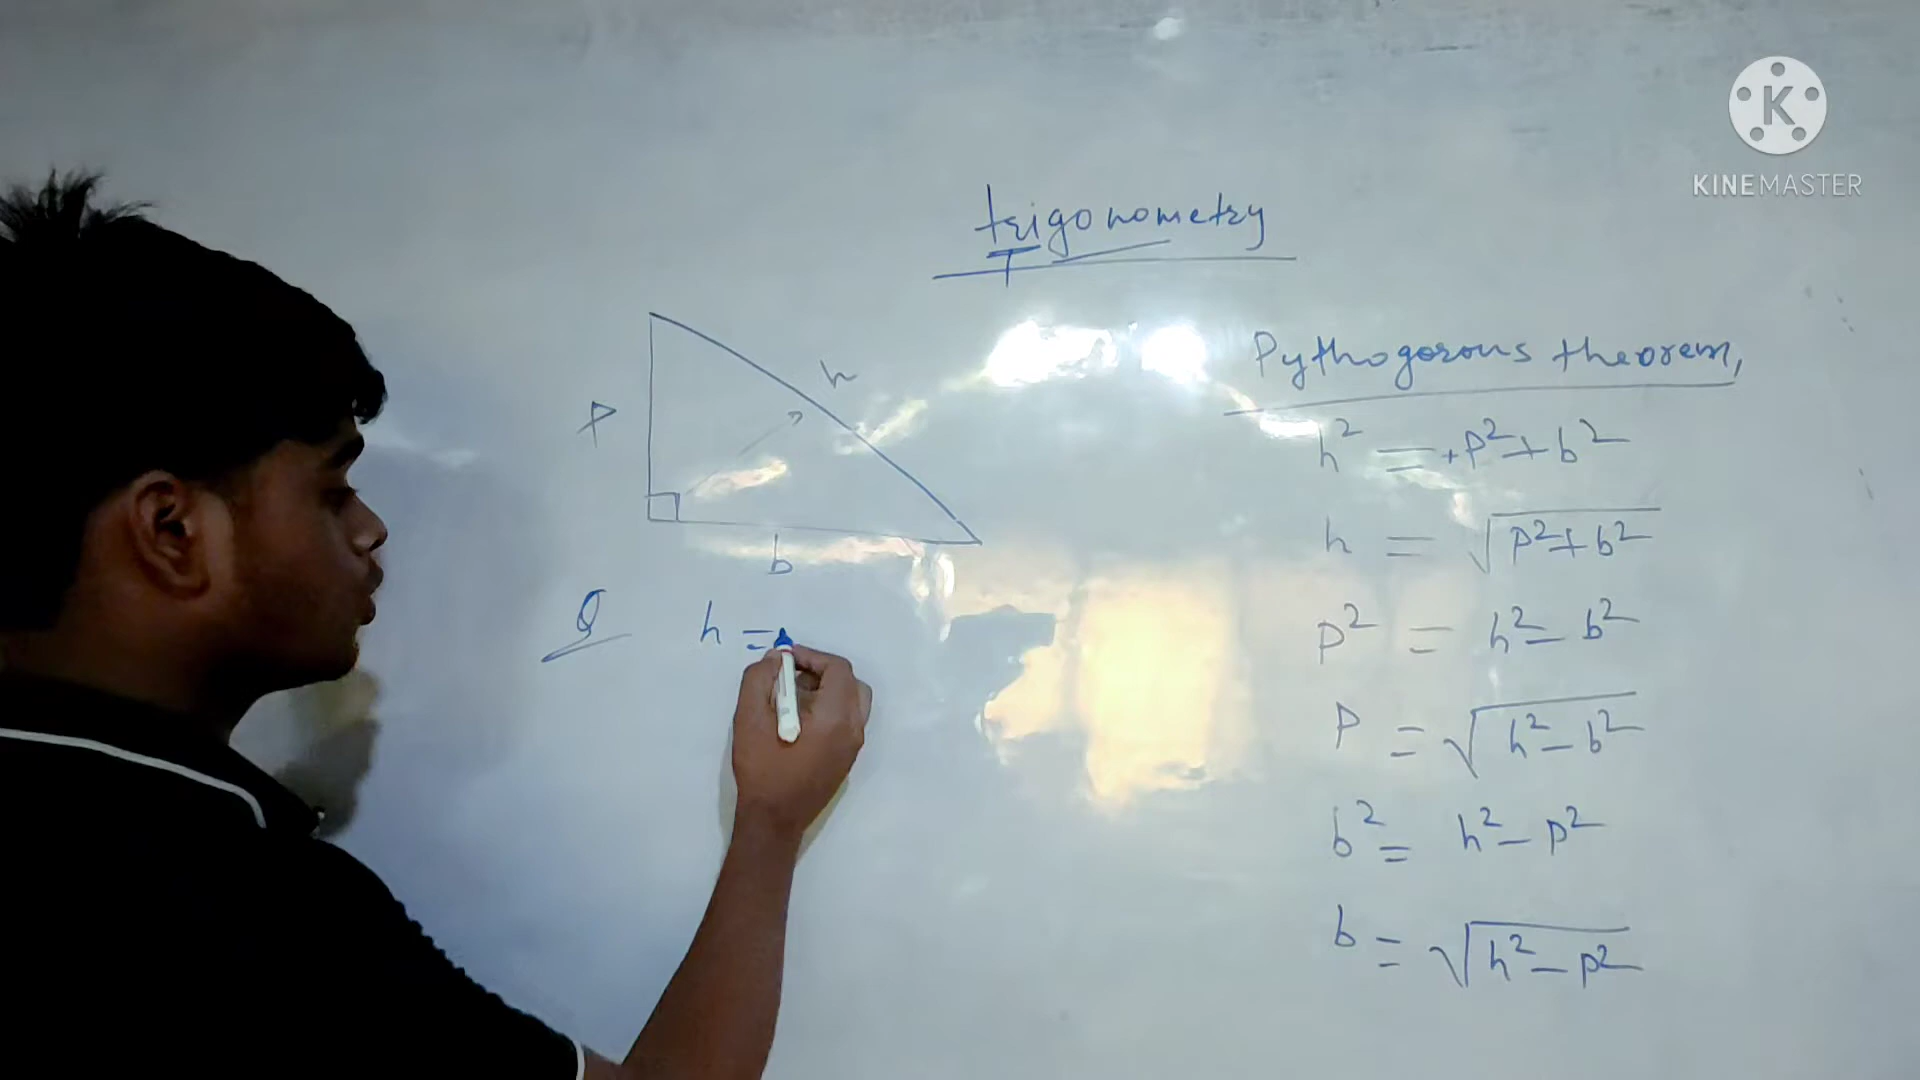 K
KINEMASTER
trigonometry
P
h
b
Q h =
Pythogorous theorem,
h² = +P²+b²
h = √P²+b²
P² = h²-b²
P = √h²-b²
b² = h²-P²
b = √h²-P²